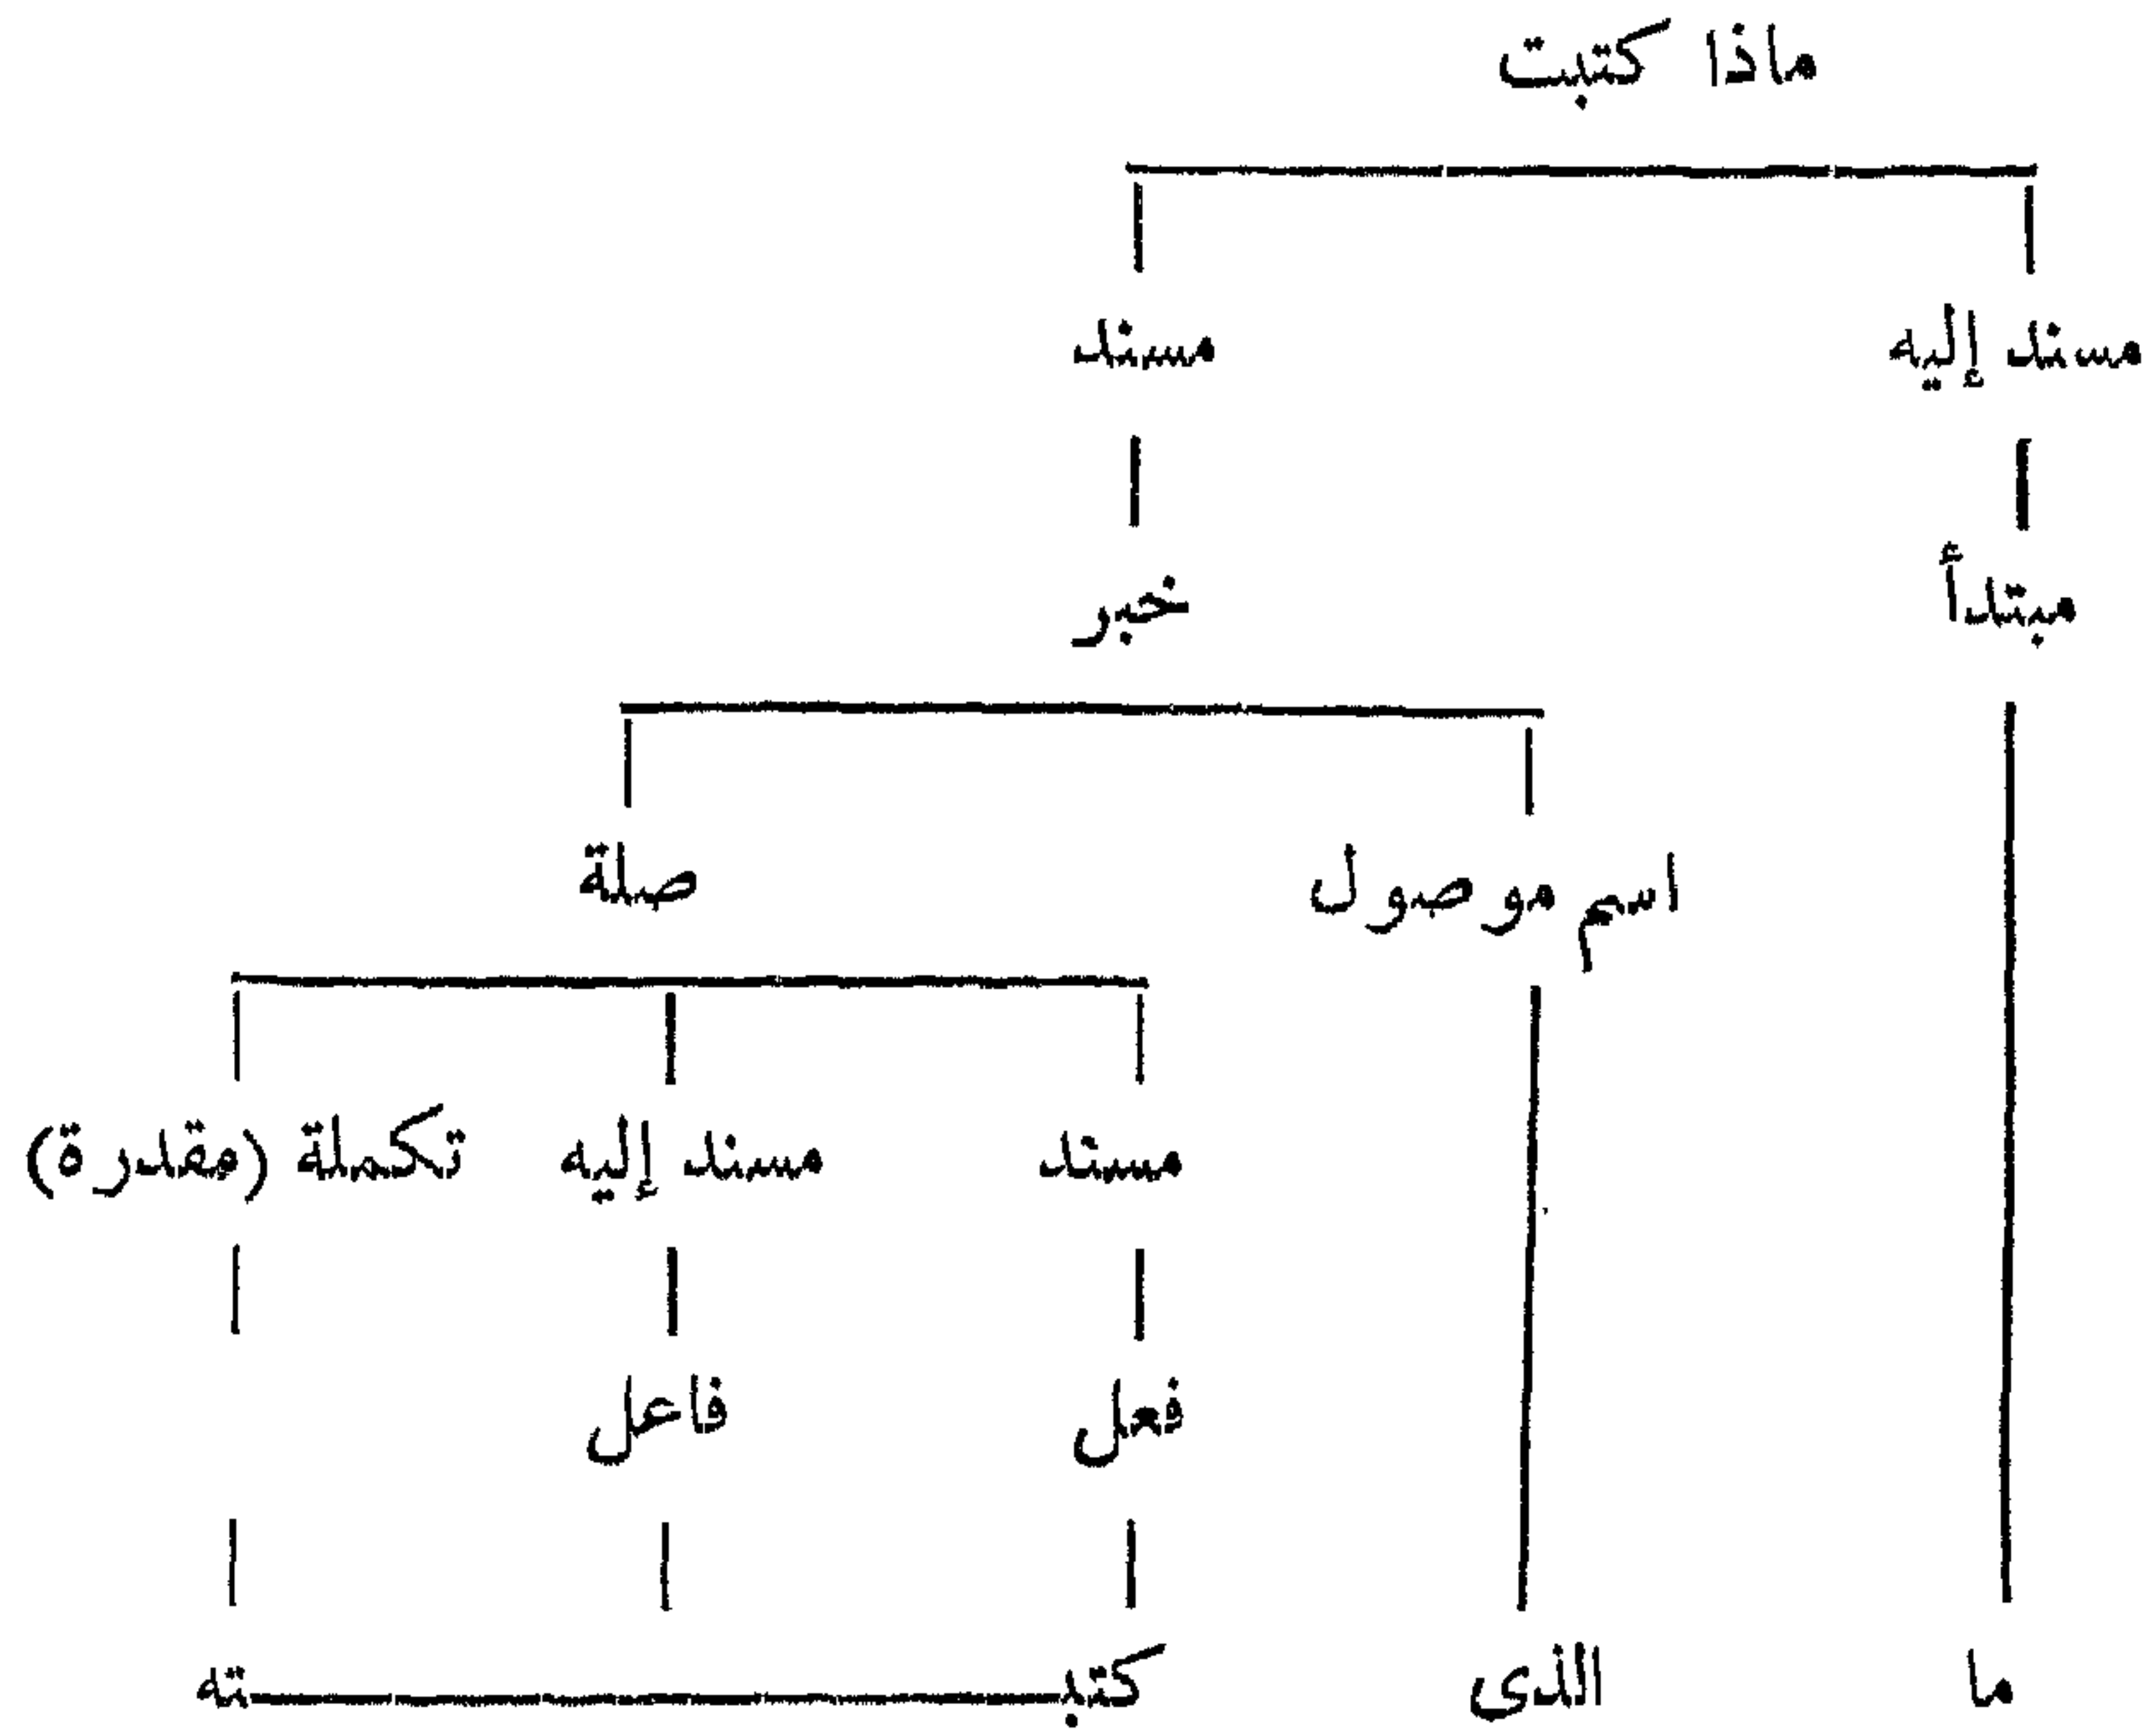 ماذا كتبت
مسند إليه مسند
مبتدأ خبر
اسم موصول صلة
مسند مسند إليه تكملة (مقدرة)
فعل فاعل
ما الذى كتبـــــــــته